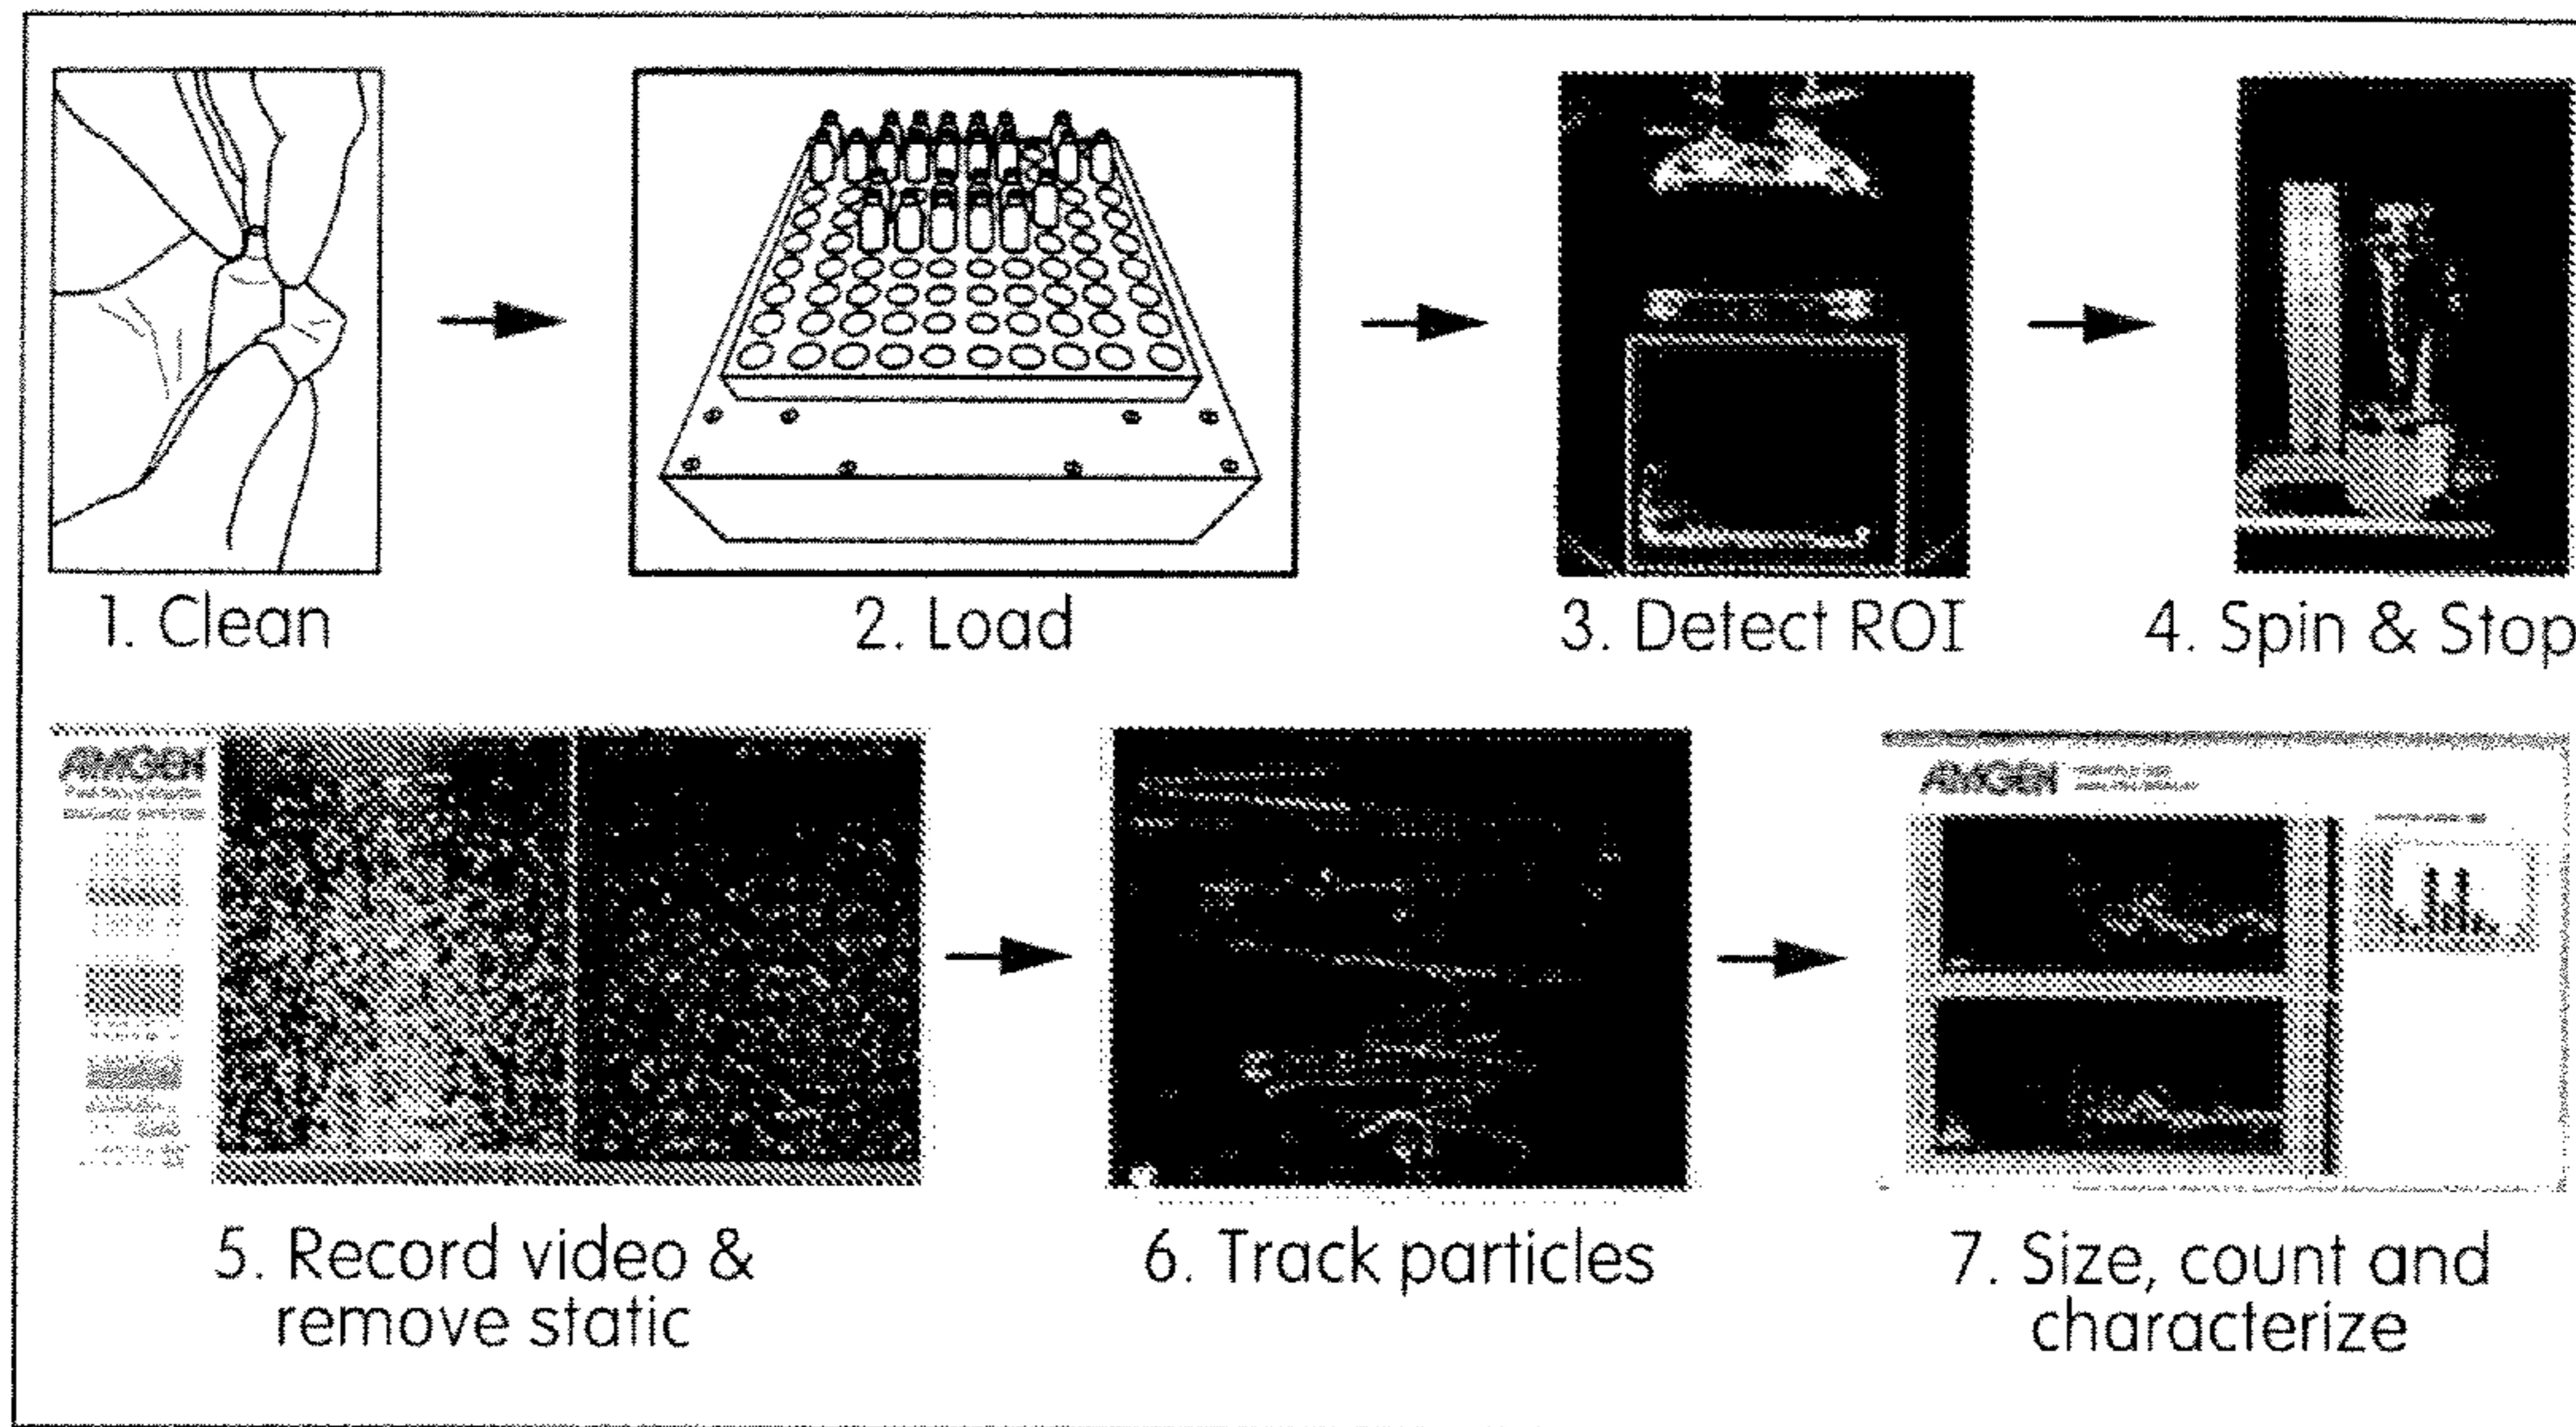 1. Clean
2. Load
3. Detect ROI
4. Spin & Stop
AMGEN
AMGEN
5. Record video &
remove static
6. Track particles
7. Size, count and
characterize